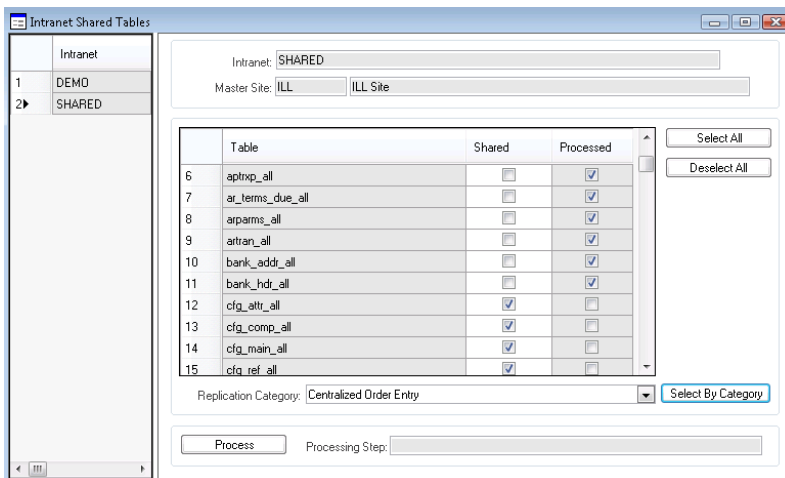 Intranet Shared Tables
Intranet
1 DEMO
2 SHARED
Intranet: SHARED
Master Site: ILL ILL Site
Table Shared Processed
6 aptrxp_all
7 ar_terms_due_all
8 arparms_all
9 artran_all
10 bank_addr_all
11 bank_hdr_all
12 cfg_attr_all
13 cfg_comp_all
14 cfg_main_all
15 cfg_ref_all
Select All
Deselect All
Replication Category: Centralized Order Entry Select By Category
Process Processing Step: